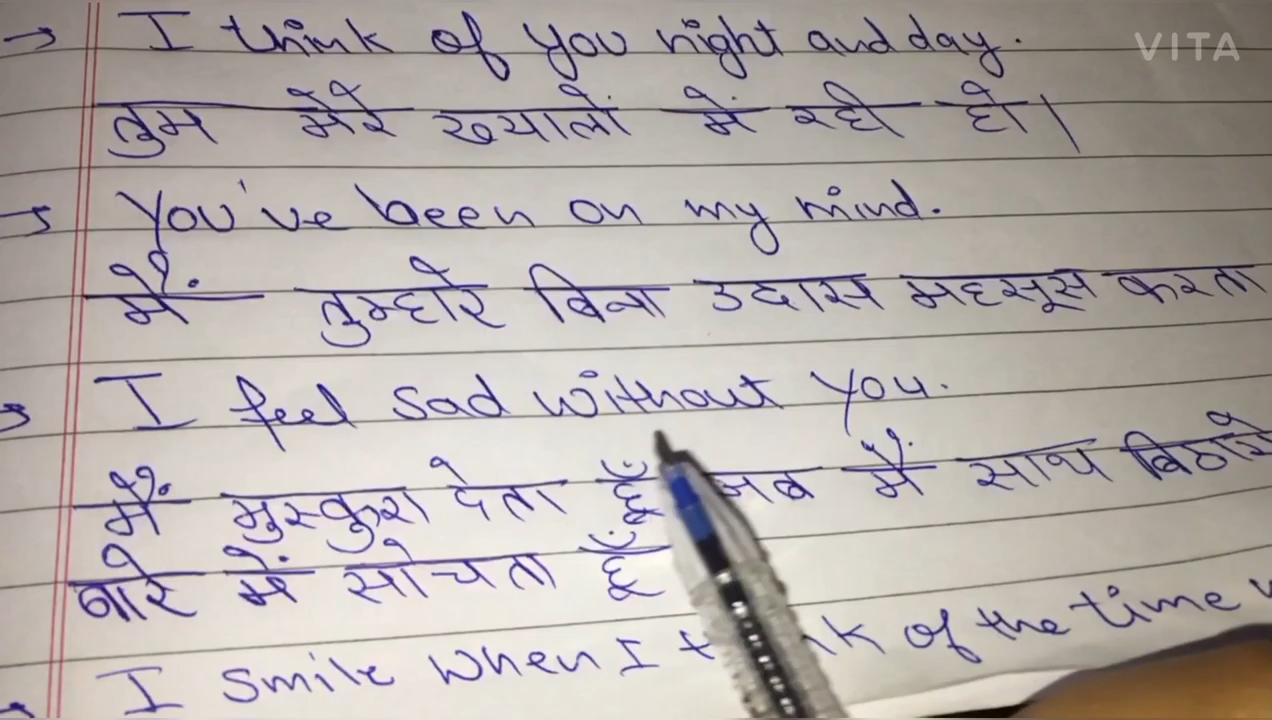 → I think of you night and day.
VITA
तुम मेरे ख्यालों में रही हो।
→ You've been on my mind.
मैं तुम्हारे बिना उदास महसूस करता
→ I feel sad without you.
मैं मुस्कुरा देता हूँ जब मैं साथ बिठाये
बारे में सोचता हूँ
I smile when I of the time